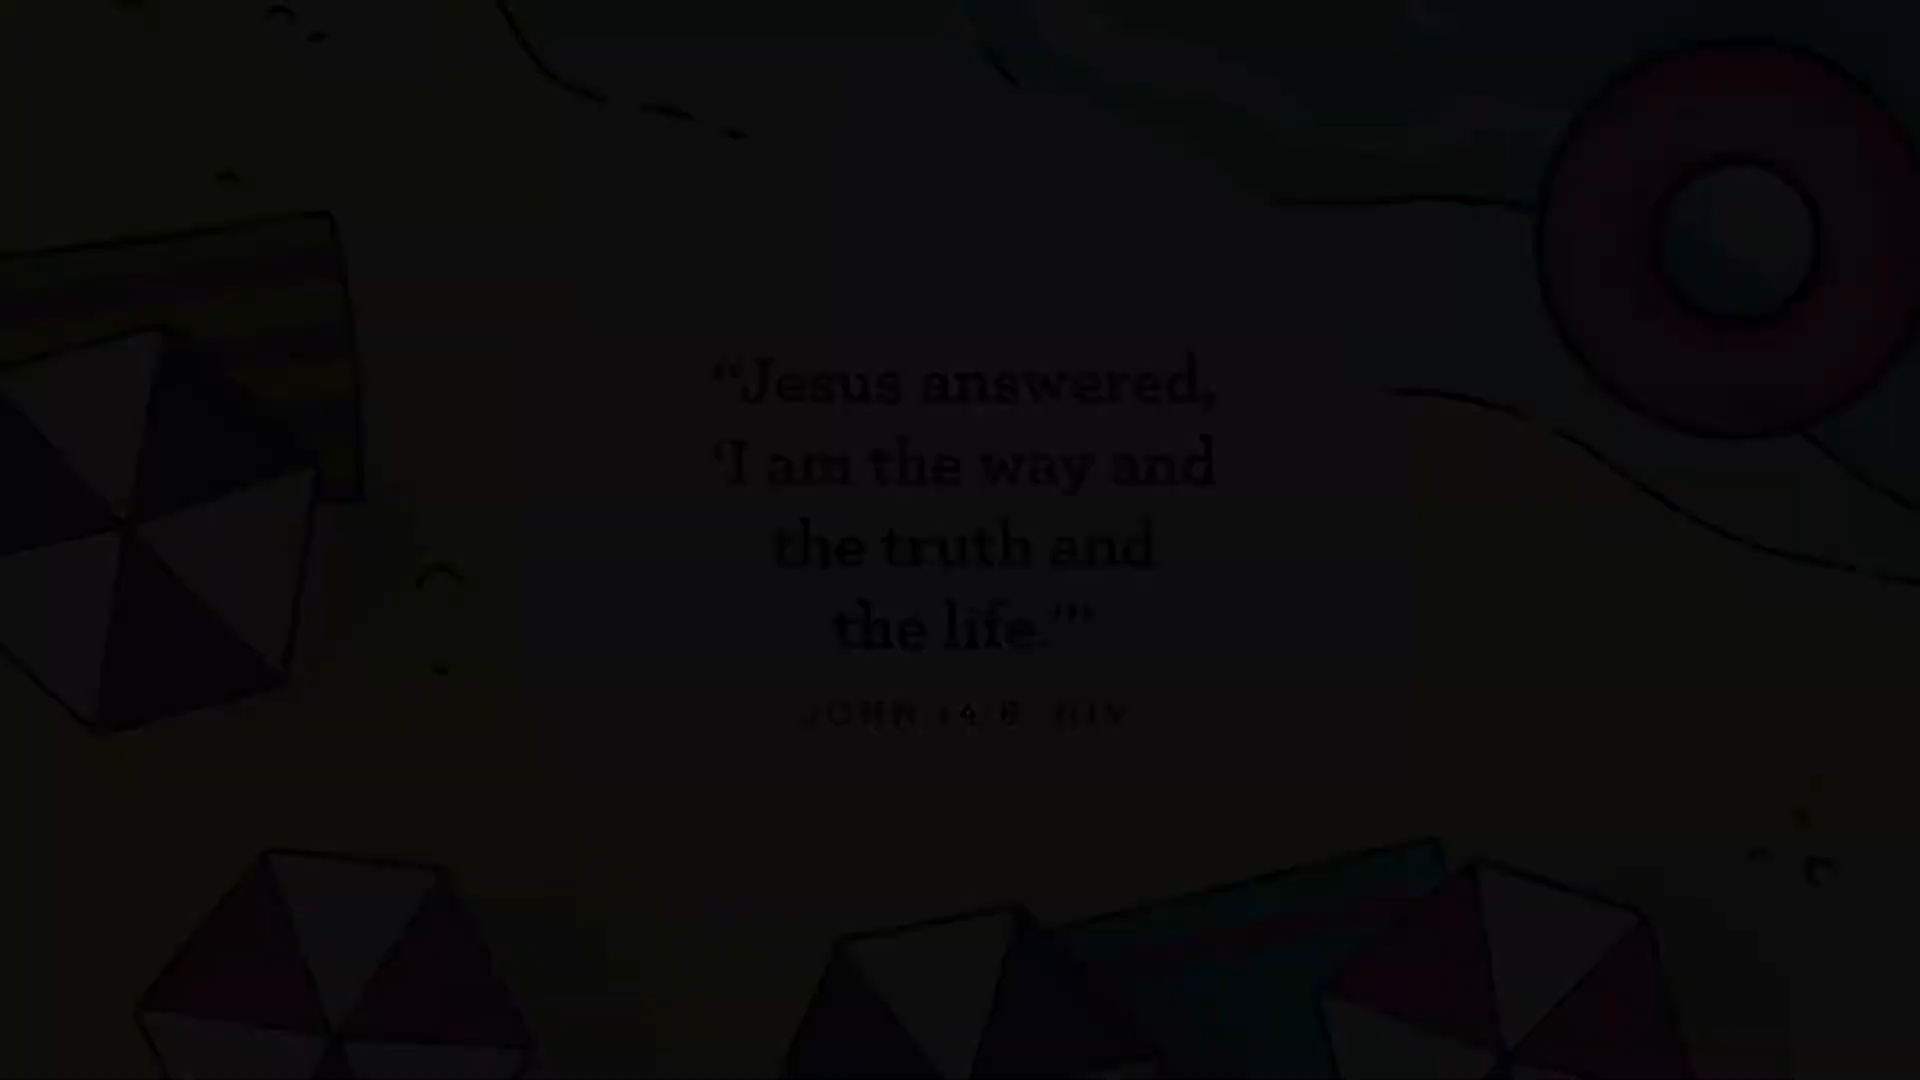 “Jesus answered,
‘I am the way and
the truth and
the life.’”
JOHN 14:6 NIV